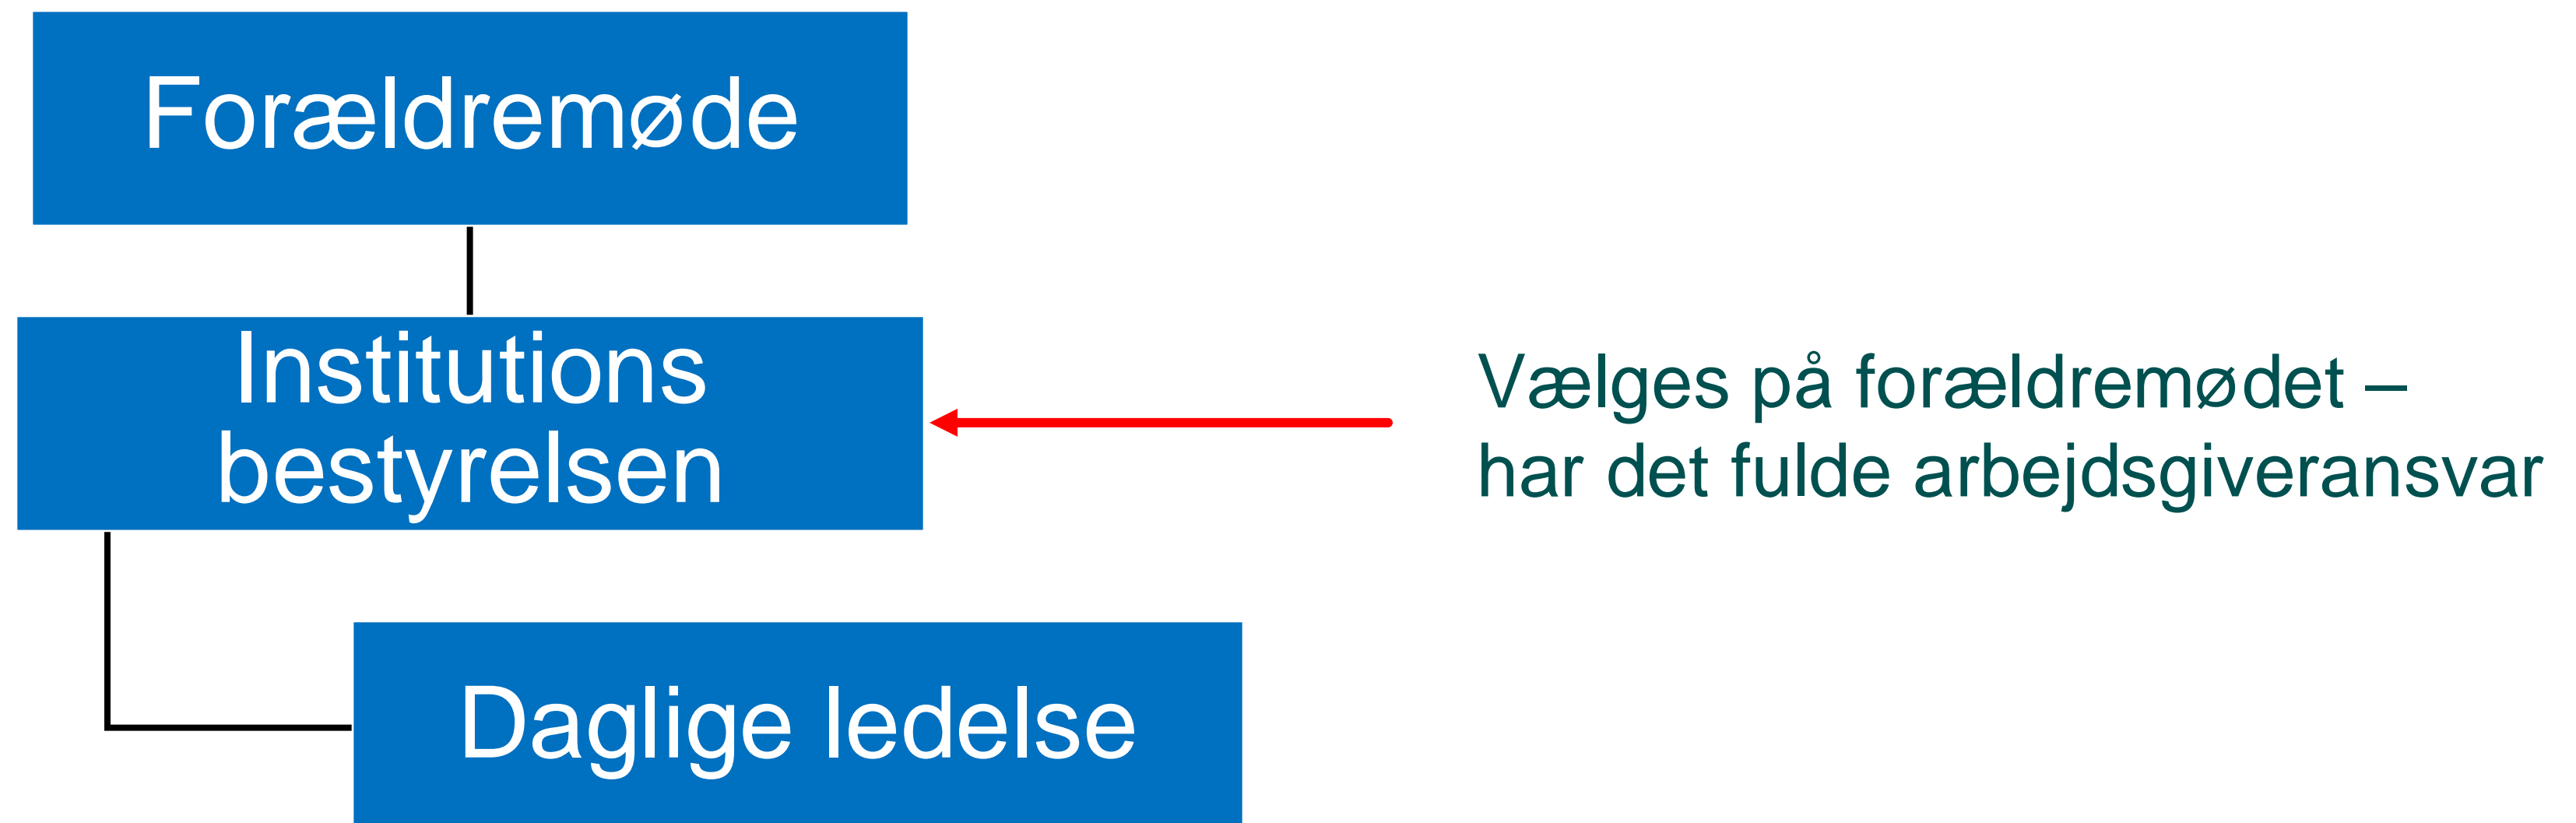 Forældremøde
Institutions
bestyrelsen
Vælges på forældremødet –
har det fulde arbejdsgiveransvar
Daglige ledelse